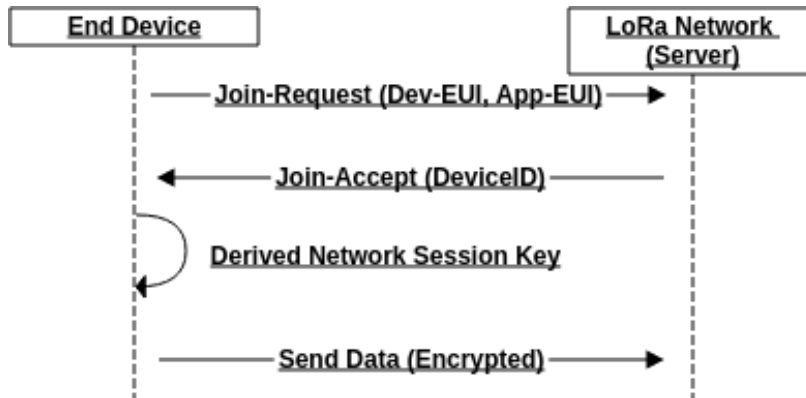 End Device
LoRa Network
(Server)
Join-Request (Dev-EUI, App-EUI)
Join-Accept (DeviceID)
Derived Network Session Key
Send Data (Encrypted)